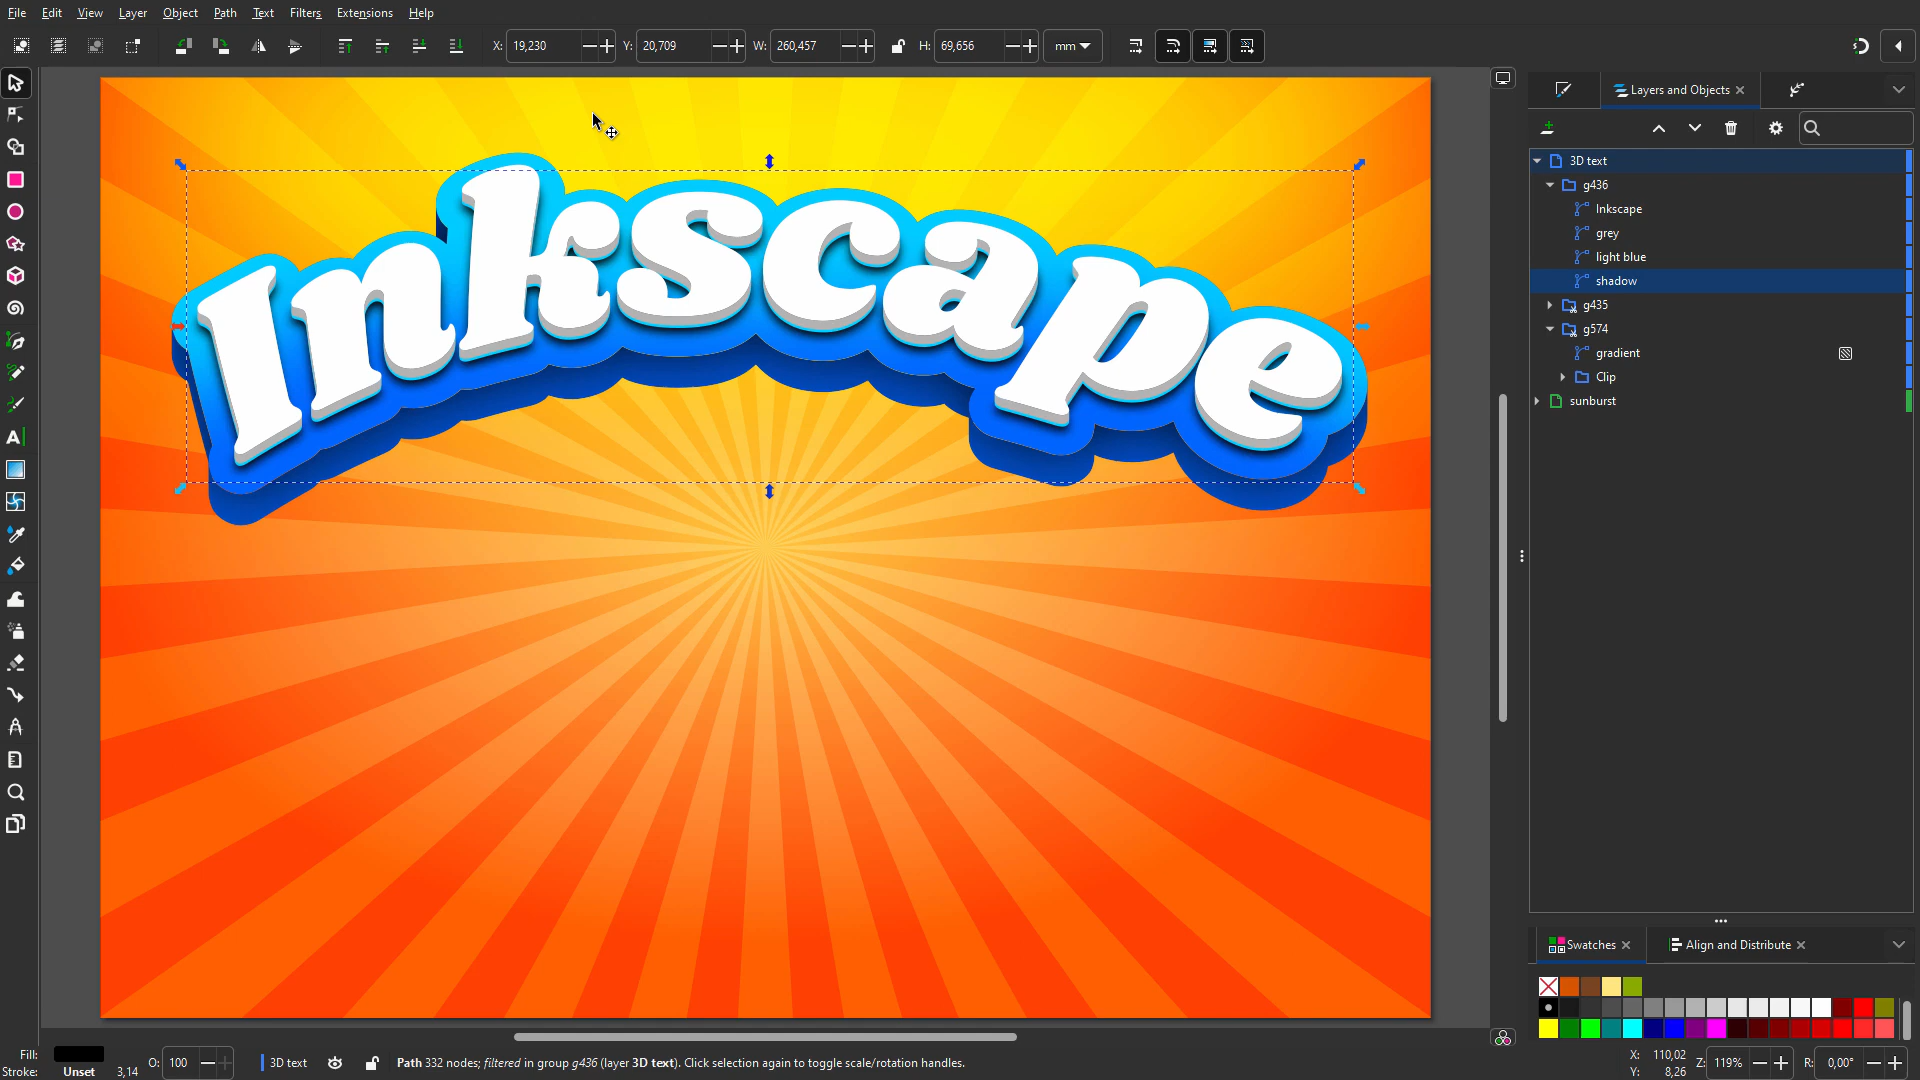 File Edit View Layer Object Path Text Filters Extensions Help
X: 19,230 Y: 20,709 W: 260,457 H: 69,656 mm
Layers and Objects
3D text
g436
Inkscape
grey
light blue
shadow
g435
g574
gradient
Clip
sunburst
Inkscape
Swatches Align and Distribute
Fill:
Stroke: Unset 3,14 O: 100 3D text Path 332 nodes; filtered in group g436 (layer 3D text). Click selection again to toggle scale/rotation handles.
X: 110,02
Y: 8,26
Z: 119% R: 0,00°